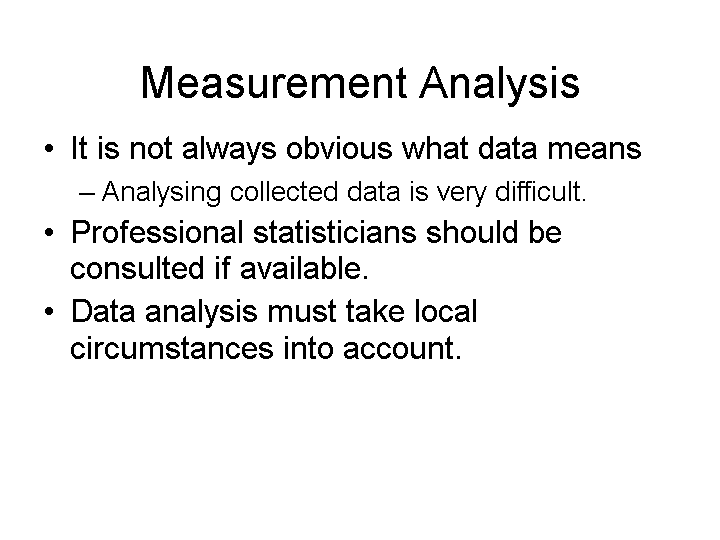 Measurement Analysis
• It is not always obvious what data means
– Analysing collected data is very difficult.
• Professional statisticians should be
consulted if available.
• Data analysis must take local
circumstances into account.